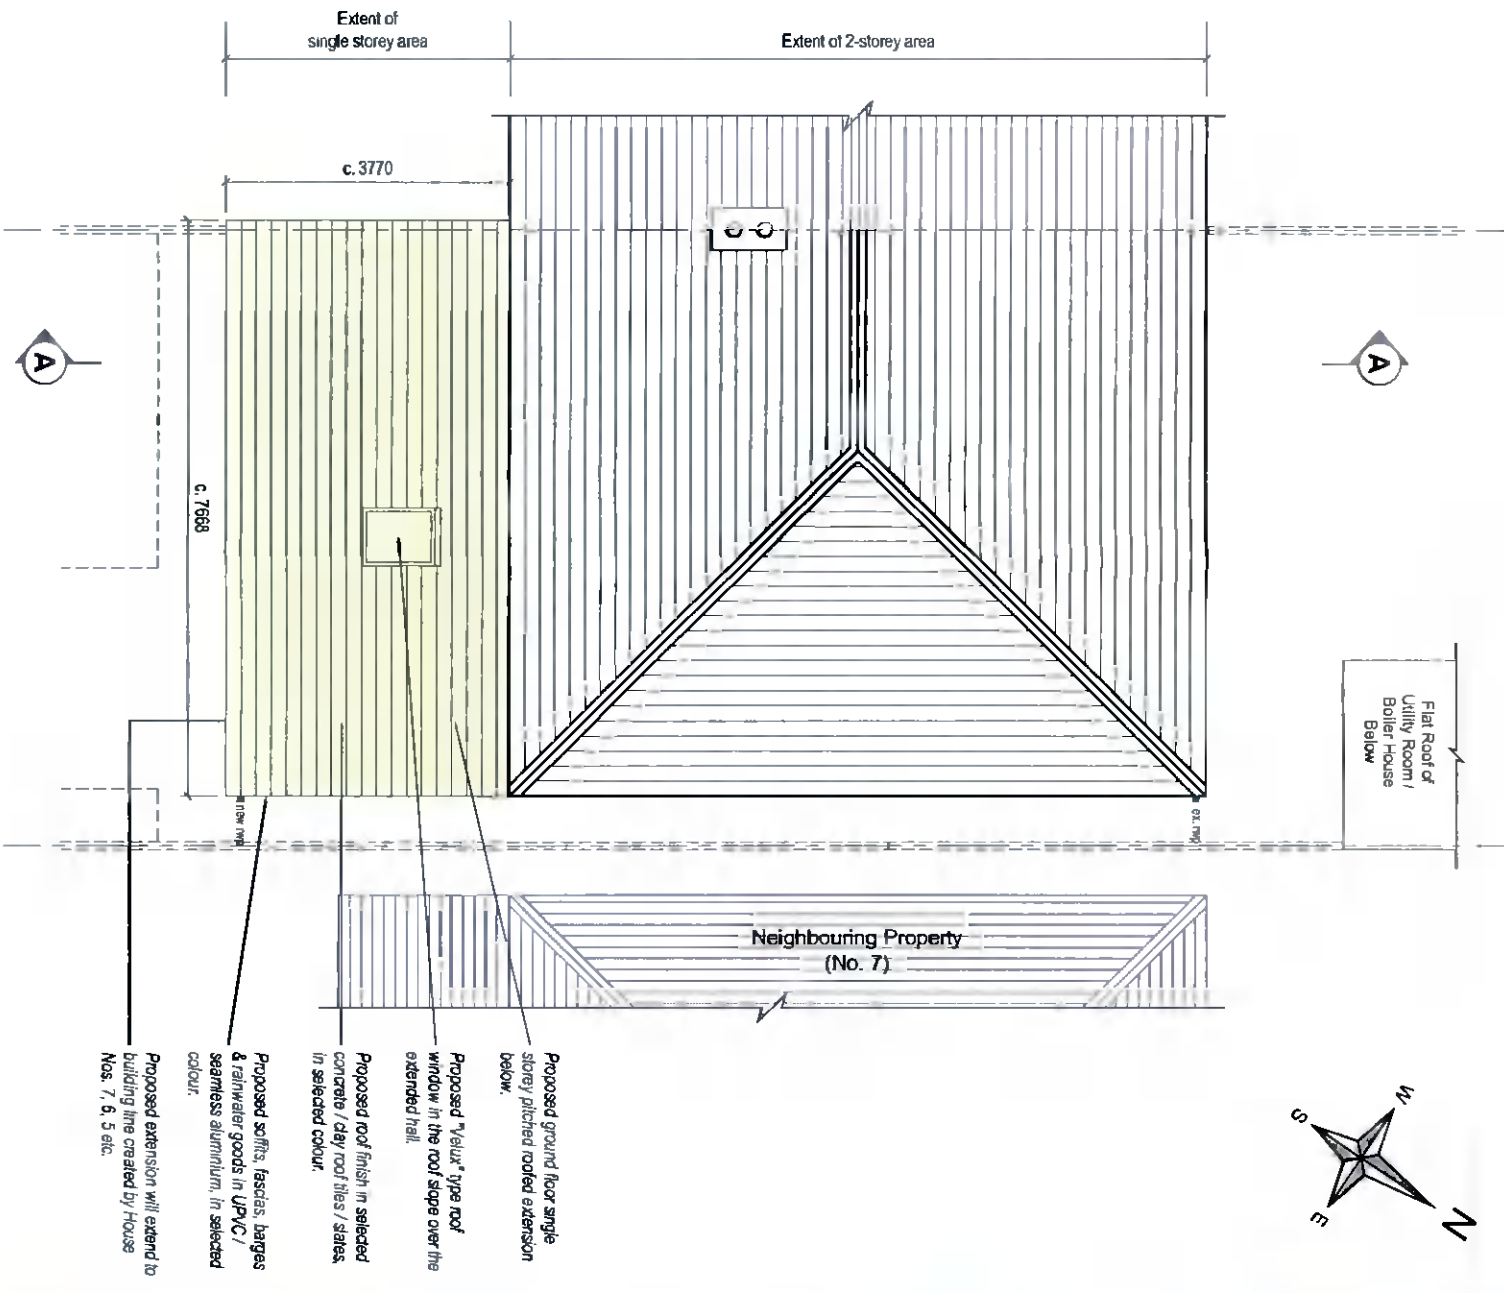 Extent of
single storey area
Extent of 2-storey area
c. 3770
A
A
c. 7668
Flat Roof of
Utility Room /
Boiler House
Below
new rwp
ex. rwp
Neighbouring Property
(No. 7)
Proposed ground floor single
storey pitched roofed extension
below.
Proposed "Velux" type roof
window in the roof slope over the
extended hall.
Proposed roof finish in selected
concrete / clay roof tiles / slates,
in selected colour.
Proposed soffits, fascias, barges
& rainwater goods in UPVC /
seamless aluminium, in selected
colour.
Proposed extension will extend to
building line created by House
Nos. 7, 6, 5 etc.
W
S
N
E